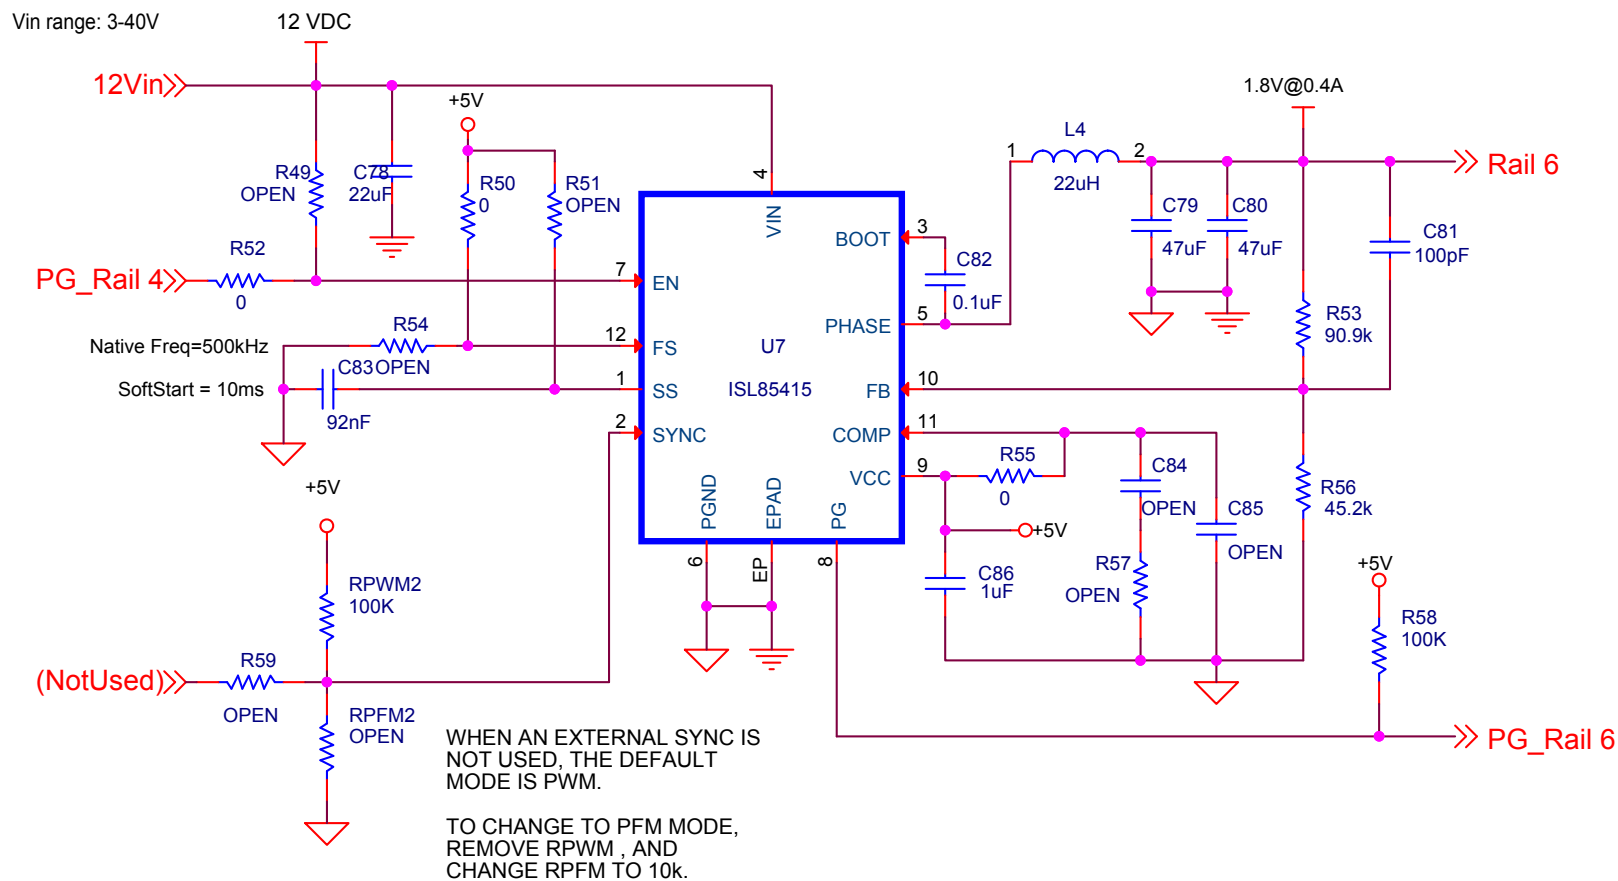 Vin range: 3-40V
12 VDC
12Vin
+5V
1.8V@0.4A
L4
1
2
22uH
Rail 6
R49
OPEN
C78
22uF
R50
0
R51
OPEN
4
VIN
C79
47uF
C80
47uF
C81
100pF
3
BOOT
C82
0.1uF
R52
0
PG_Rail 4
7
EN
5
PHASE
R53
90.9k
Native Freq=500kHz
R54
OPEN
12
FS
U7
ISL85415
SoftStart = 10ms
C83
92nF
1
SS
10
FB
2
SYNC
11
COMP
9
VCC
R55
0
C84
OPEN
C85
OPEN
R56
45.2k
PGND
EPAD
PG
6
EP
8
+5V
+5V
C86
1uF
R57
OPEN
+5V
R58
100K
RPWM2
100K
(NotUsed)
R59
OPEN
RPFM2
OPEN
PG_Rail 6
WHEN AN EXTERNAL SYNC IS
NOT USED, THE DEFAULT
MODE IS PWM.
TO CHANGE TO PFM MODE,
REMOVE RPWM , AND
CHANGE RPFM TO 10k.